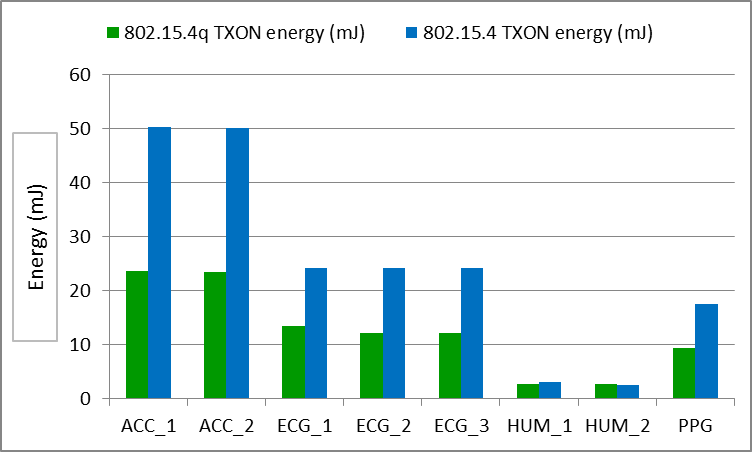 802.15.4q TXON energy (mJ) 802.15.4 TXON energy (mJ)
60
50
40
30
20
10
0
Energy (mJ)
ACC_1 ACC_2 ECG_1 ECG_2 ECG_3 HUM_1 HUM_2 PPG